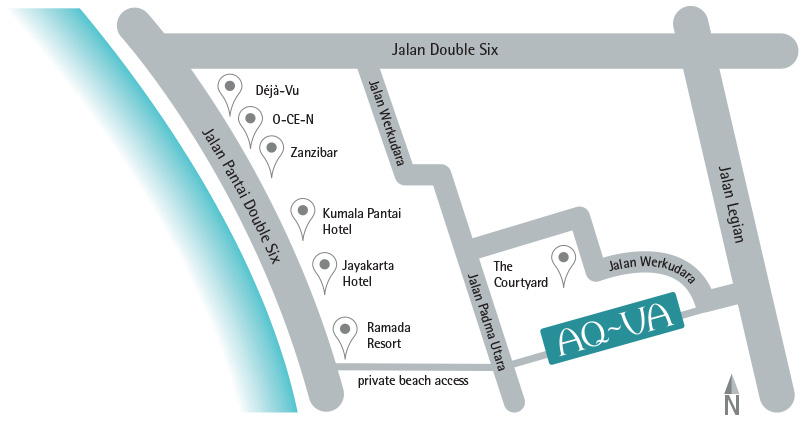 Jalan Double Six
Déjà-Vu
O-CE-N
Zanzibar
Jalan Werkudara
Jalan Pantai Double Six
Kumala Pantai
Hotel
Jalan Legian
The
Courtyard
Jalan Werkudara
Jayakarta
Hotel
Jalan Padma Utara
AQ~VA
Ramada
Resort
private beach access
N